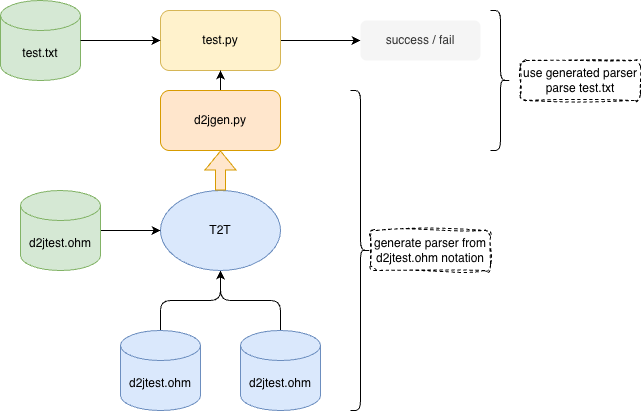 test.txt
test.py
success / fail
use generated parser
parse test.txt
d2jgen.py
d2jtest.ohm
T2T
generate parser from
d2jtest.ohm notation
d2jtest.ohm
d2jtest.ohm